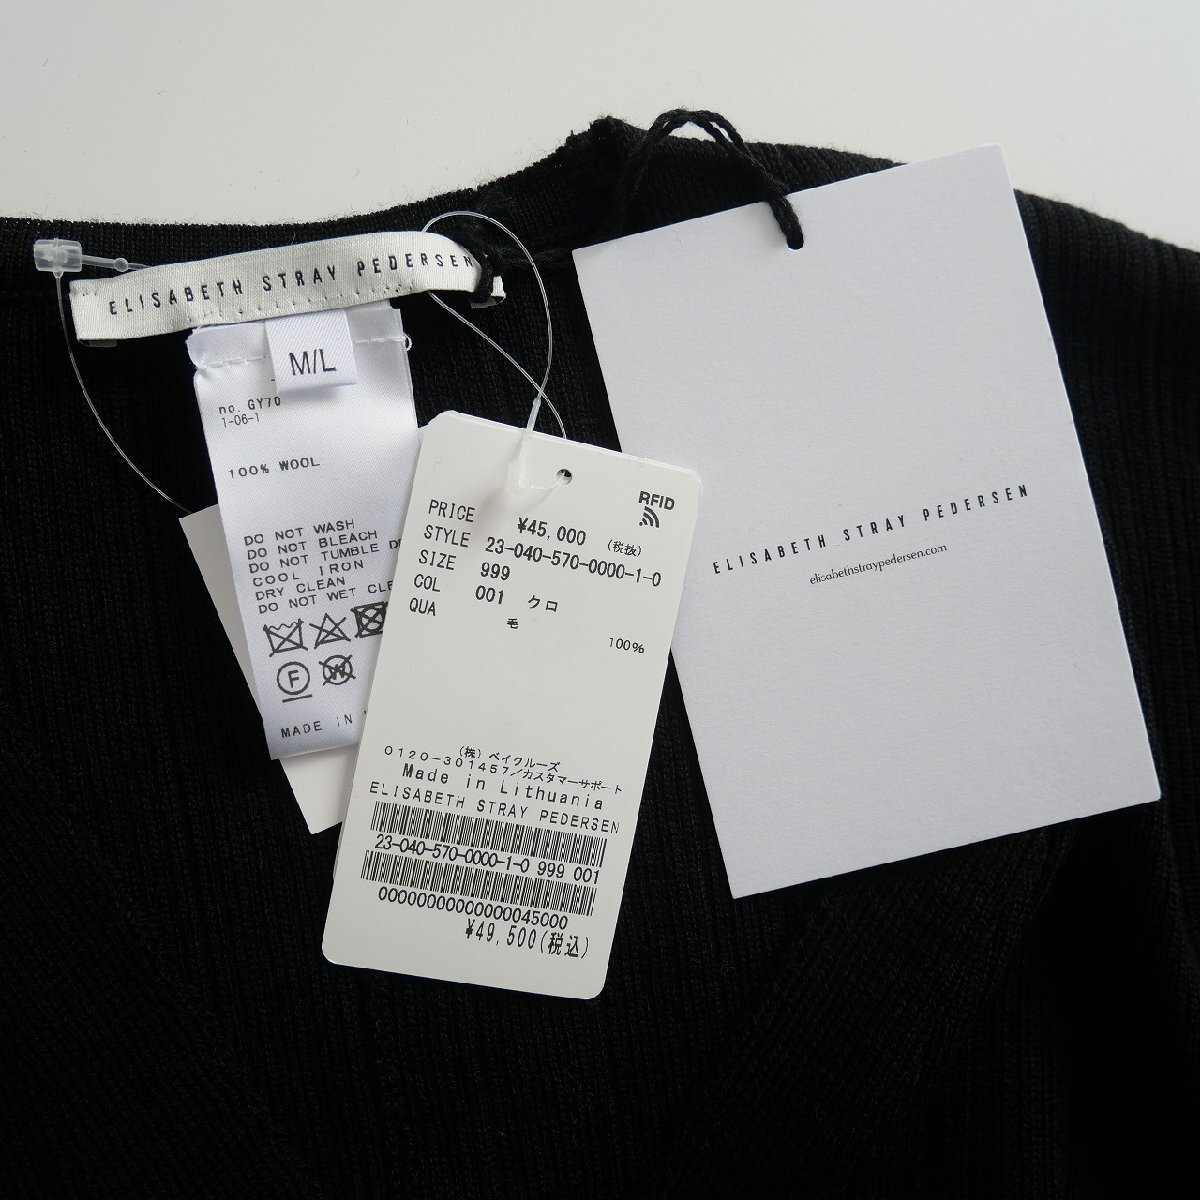 ELISABETH STRAY PEDERSEN
M/L
no. GY70
1-06-1
100% WOOL
DO NOT WASH
DO NOT BLEACH
DO NOT TUMBLE
COOL IRON
DRY CLEAN
DO NOT WET
F
W
MADE IN
RFID
PRICE ¥45,000 (税抜)
STYLE 23-040-570-0000-1-0
SIZE 999
COL 001 クロ
QUA 毛 100%
(株)ベイクルーズ
0120-301457/カスタマーサポート
Made in Lithuania
ELISABETH STRAY PEDERSEN
23-040-570-0000-1-0 999 001
0000000000000045000
¥49,500(税込)
ELISABETH STRAY PEDERSEN
elisabethstraypedersen.com